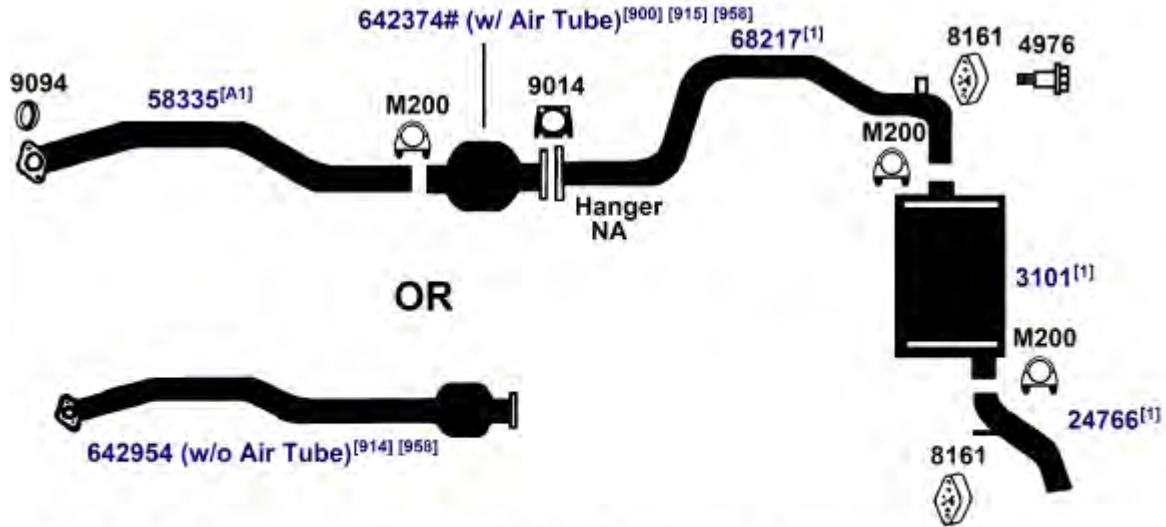 642374# (w/ Air Tube)[900] [915] [958]
68217[1]
8161
4976
9094
58335[A1]
M200
9014
M200
Hanger
NA
3101[1]
OR
M200
24766[1]
642954 (w/o Air Tube)[914] [958]
8161